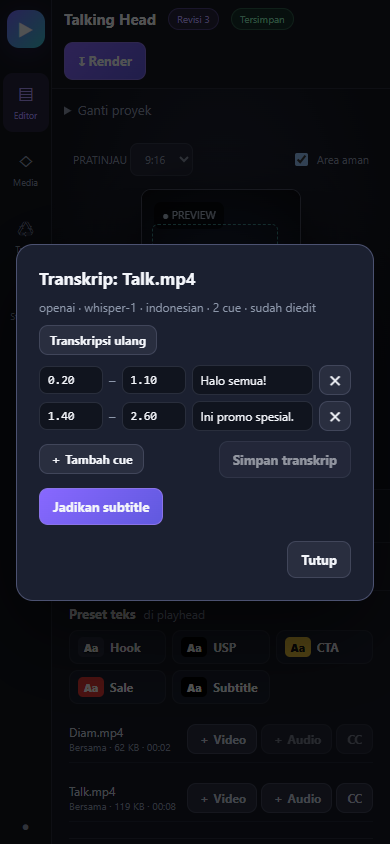 Talking Head Revisi 3 Tersimpan
Render
Editor
Ganti proyek
PRATINJAU 9:16 Area aman
Media
PREVIEW
Transkrip: Talk.mp4
openai · whisper-1 · indonesian · 2 cue · sudah diedit
Transkripsi ulang
0.20 – 1.10 Halo semua! ✕
1.40 – 2.60 Ini promo spesial. ✕
+ Tambah cue Simpan transkrip
Jadikan subtitle
Tutup
Preset teks di playhead
Aa Hook Aa USP Aa CTA
Aa Sale Aa Subtitle
Diam.mp4
Bersama · 62 KB · 00:02
+ Video + Audio CC
Talk.mp4
Bersama · 119 KB · 00:08
+ Video + Audio CC